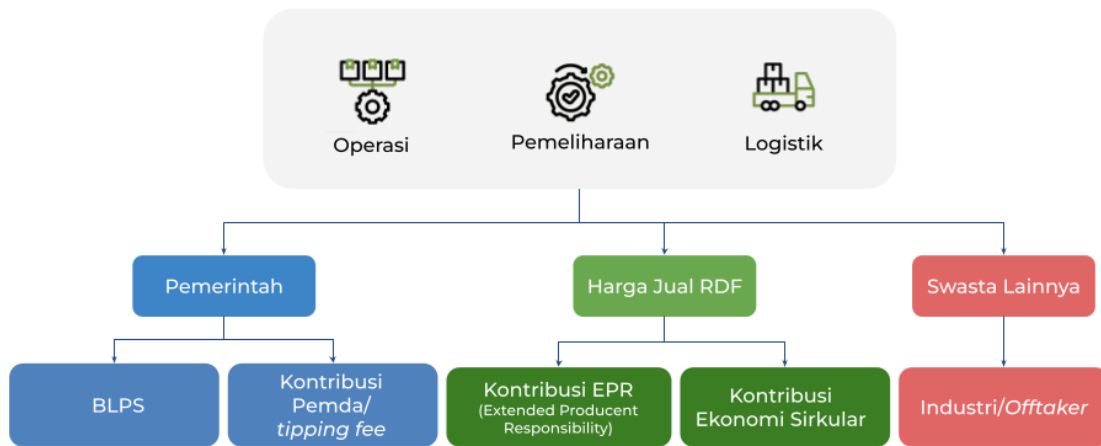 Operasi
Pemeliharaan
Logistik
Pemerintah
Harga Jual RDF
Swasta Lainnya
BLPS
Kontribusi
Pemda/
tipping fee
Kontribusi EPR
(Extended Producent
Responsibility)
Kontribusi
Ekonomi Sirkular
Industri/Offtaker